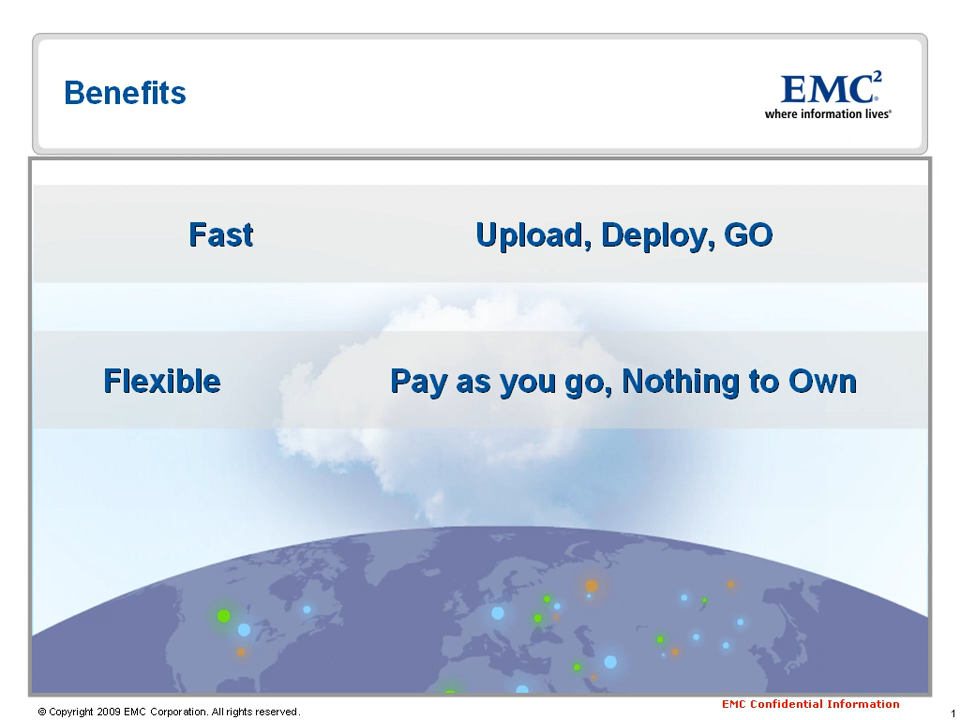 Benefits
EMC²
where information lives®
Fast
Upload, Deploy, GO
Flexible
Pay as you go, Nothing to Own
EMC Confidential Information
© Copyright 2009 EMC Corporation. All rights reserved.
1